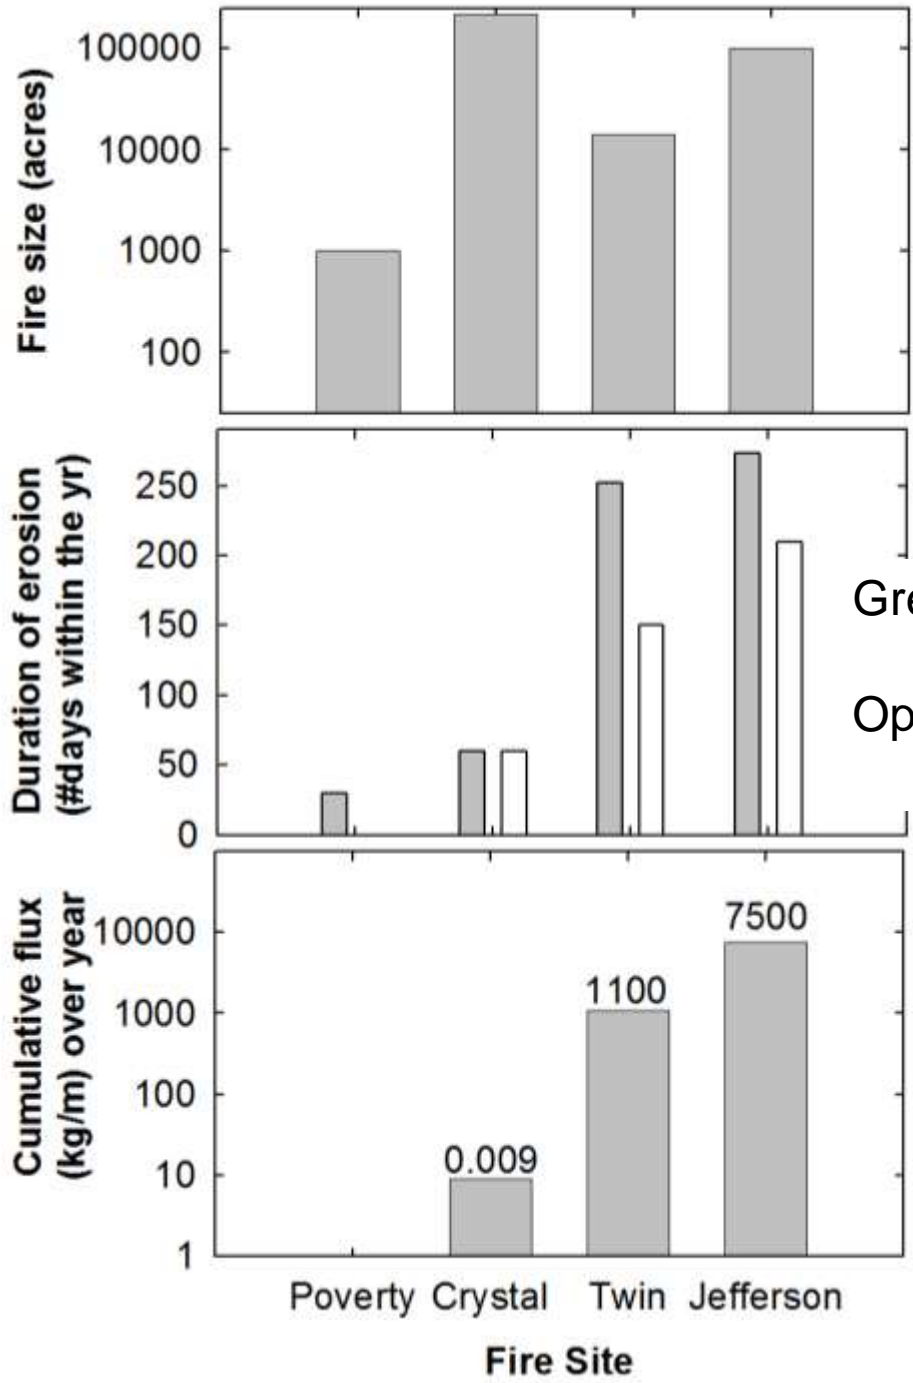 Fire size (acres)
100000
10000
1000
100
Duration of erosion
(#days within the yr)
250
200
150
100
50
0
Gre
Op
Cumulative flux
(kg/m) over year
10000
1000
100
10
1
0.009
1100
7500
Poverty Crystal Twin Jefferson
Fire Site